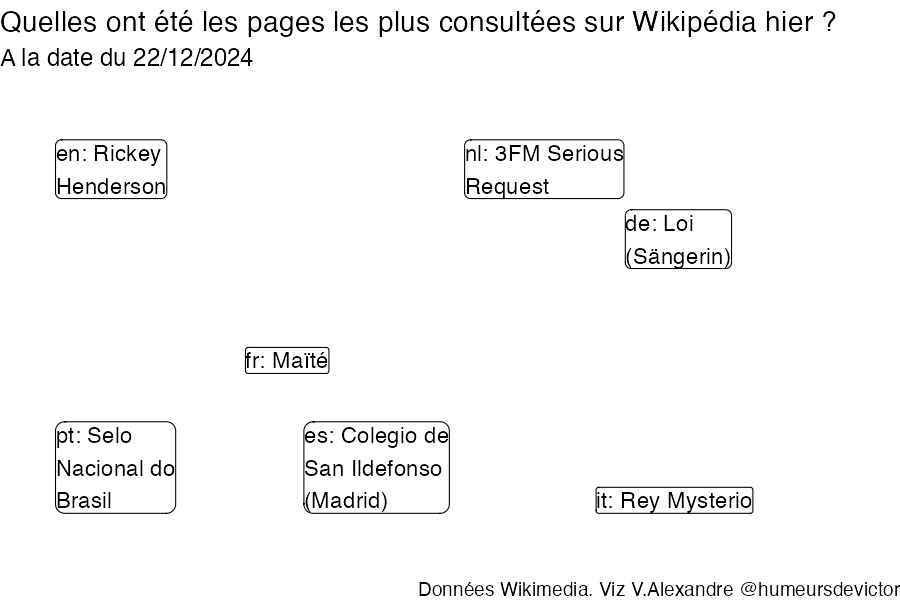 Quelles ont été les pages les plus consultées sur Wikipédia hier ?
A la date du 22/12/2024
en: Rickey
Henderson
nl: 3FM Serious
Request
de: Loi
(Sängerin)
fr: Maïté
pt: Selo
Nacional do
Brasil
es: Colegio de
San Ildefonso
(Madrid)
it: Rey Mysterio
Données Wikimedia. Viz V.Alexandre @humeursdevictor